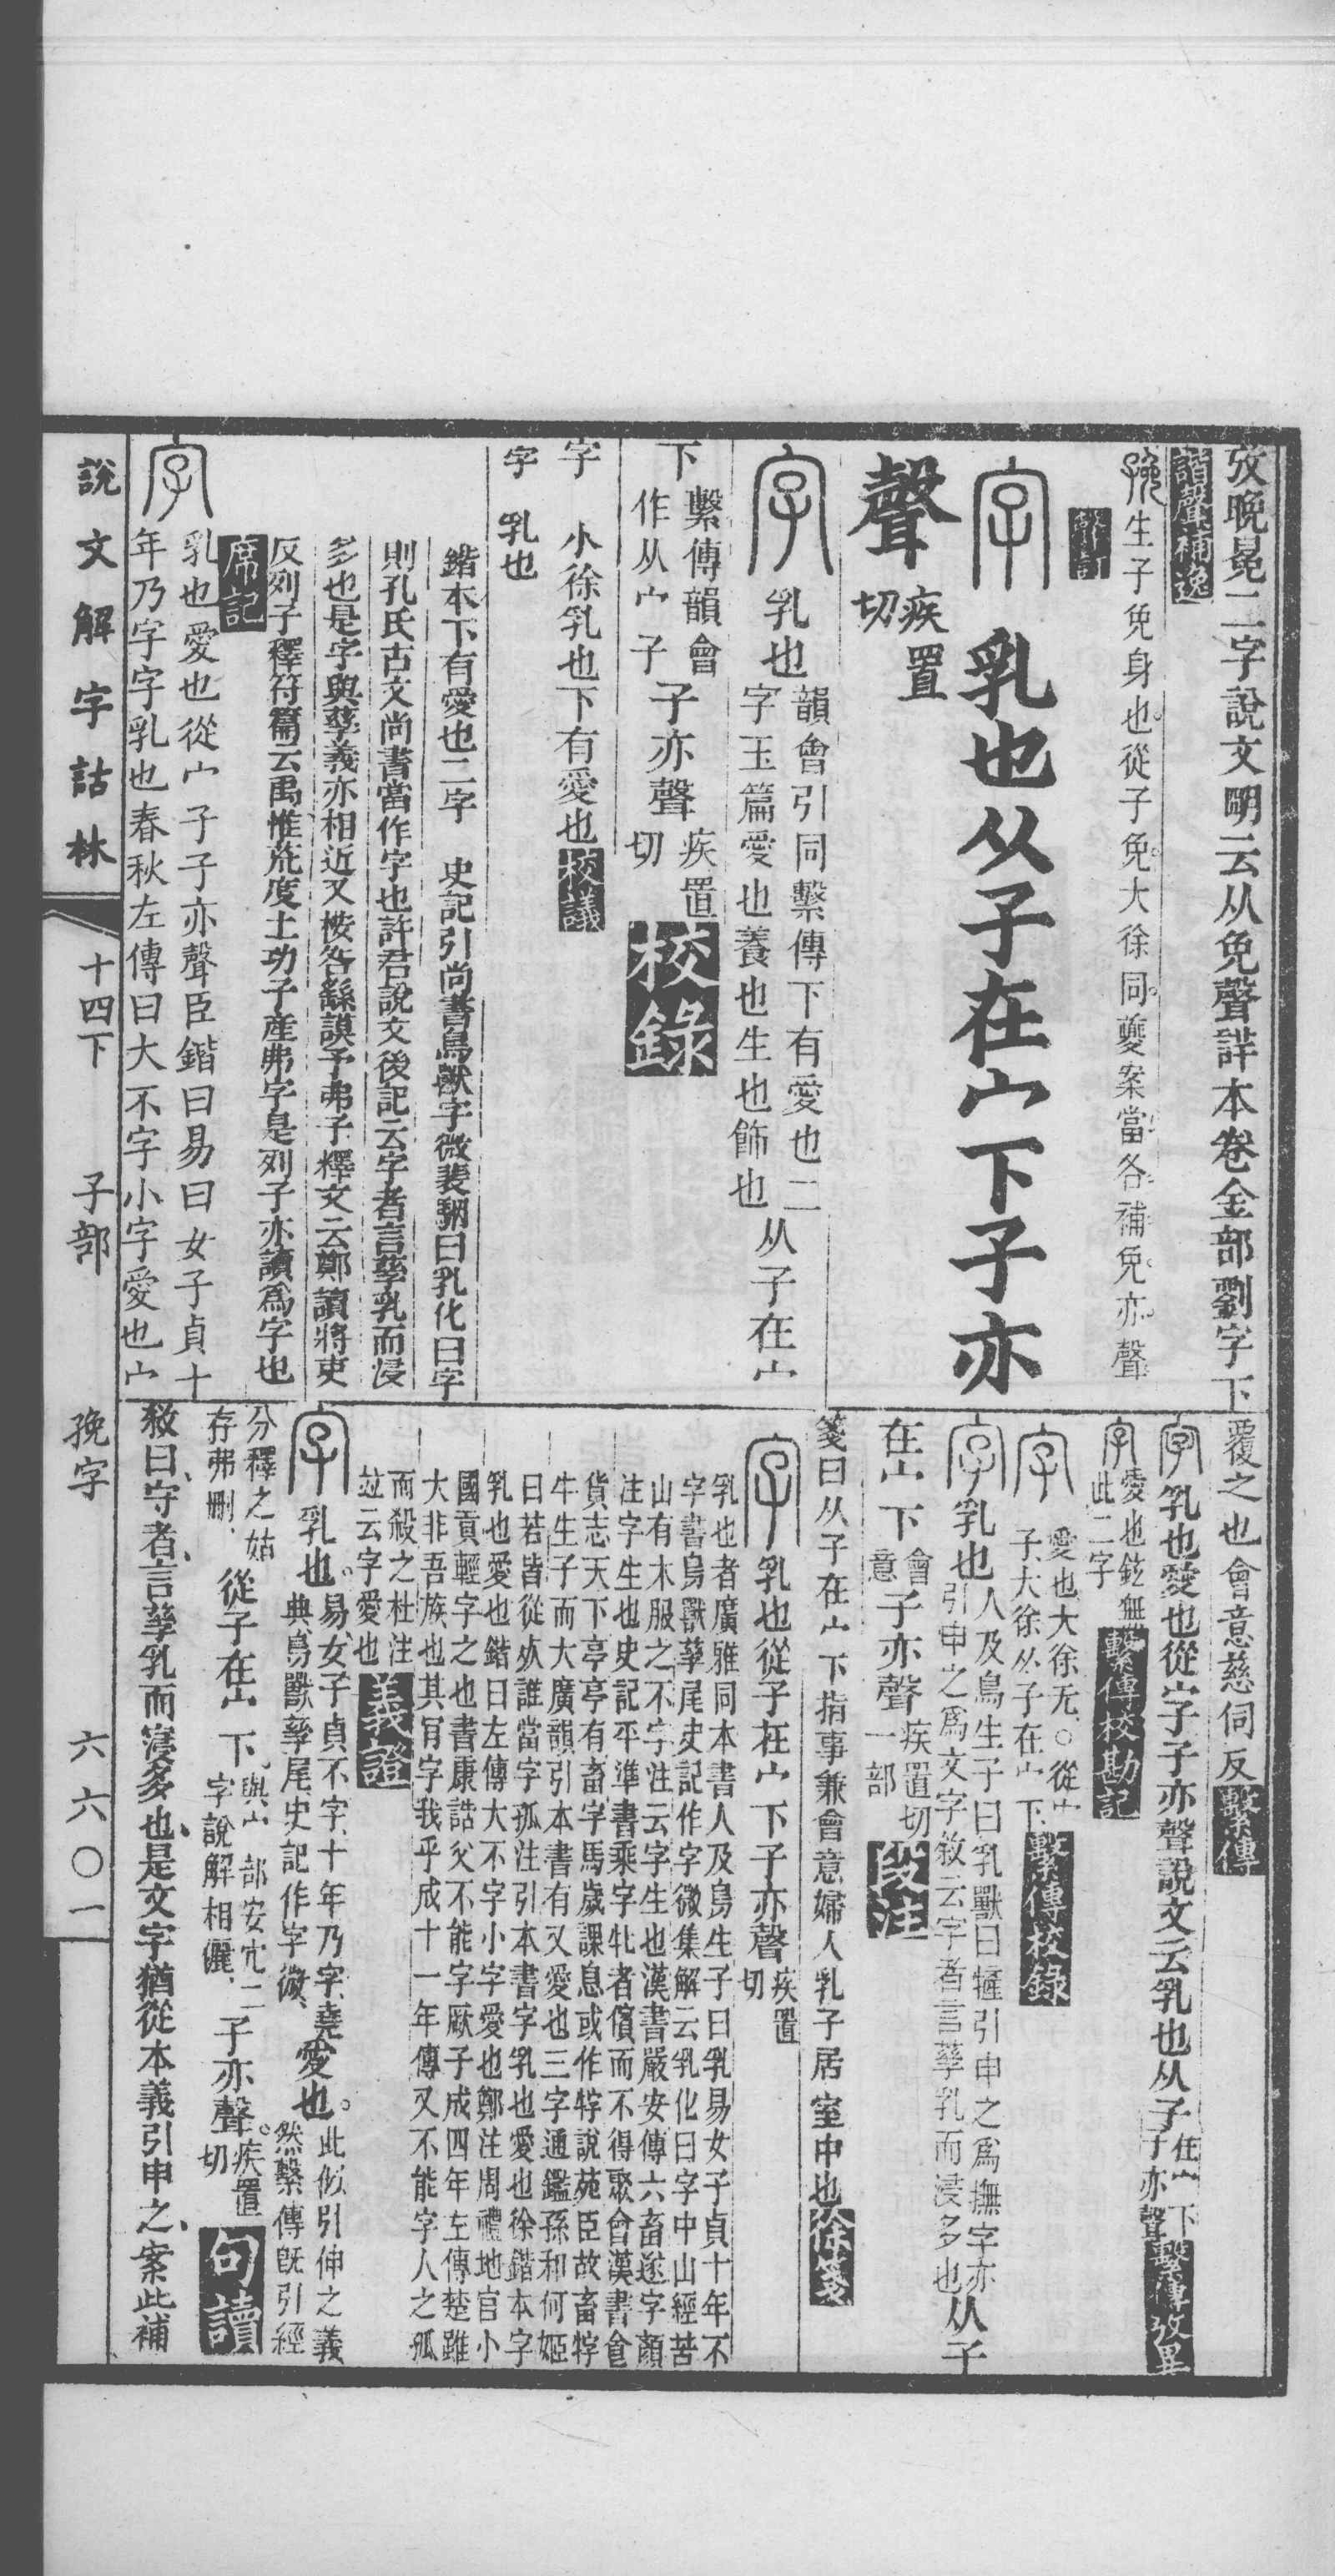 攷晚冕二字說文明云从免聲詳本卷金部劉字下
諧聲補逸
㝃生子免身也從子免大徐同夔案當各補免亦聲
聲訂
字 乳也从子在宀下子亦
聲疾置切
字 乳也韻會引同繫傳下有愛也二字玉篇愛也養也生也飾也从子在宀
下繫傳韻會作从宀子子亦聲疾置切校錄
字 小徐乳也下有愛也校議
字 乳也
鍇本下有愛也二字 史記引尚書鳥獸字微裴駰曰乳化曰字
則孔氏古文尚書當作字也許君說文後記云字者言孳乳而浸
多也是字與孳義亦相近又按咎繇謨予弗子釋文云鄭讀將吏
反列子釋符篇云禹惟荒度土功子產弗字是列子亦讀爲字也
席記
字 乳也愛也從宀子子亦聲臣鍇曰易曰女子貞十
年乃字字乳也春秋左傳曰大不字小字愛也宀
覆之也會意慈伺反繫傳
字乳也愛也從宀子子亦聲說文云乳也从子在宀下子亦聲繫傳攷異
字愛也鉉無此二字繫傳校勘記
字 愛也大徐无○從宀子大徐从子在宀下繫傳校錄
字乳也人及鳥生子曰乳獸曰㹌引申之爲撫字亦引申之爲文字敘云字者言孳乳而浸多也从子
在宀下會意子亦聲疾置切一部段注
箋曰从子在宀下指事兼會意婦人乳子居室中也徐箋
字 乳也從子在宀下子亦聲疾置切
乳也者廣雅同本書人及鳥生子曰乳易女子貞十年不
字書鳥獸孳尾史記作字微集解云乳化曰字中山經苦
山有木服之不字注云字生也漢書嚴安傳六畜遂字顔
注字生也史記平準書乘字牝者儐而不得聚會漢書食
貨志天下亭亭有畜字馬歲課息或作牸說苑臣故畜牸
牛生子而大廣韻引本書有又愛也三字通鑑孫和何姬
曰若皆從死誰當字孤注引本書字乳也愛也徐鍇本字
乳也愛也鍇曰左傳大不字小字愛也鄭注周禮地官小
國貢輕字之也書康誥父不能字厥子成四年左傳楚雖
大非吾族也其肯字我乎成十一年傳又不能字人之孤
而殺之杜注竝云字愛也義證
字 乳也易女子貞不字十年乃字堯典鳥獸孳尾史記作字微愛也此似引伸之義然繫傳既引經
分釋之姑存弗刪從子在宀下與宀部安宂二字說解相儷子亦聲疾置切句讀
敘曰字者言孳乳而寖多也是文字猶從本義引申之案此補
說文解字詁林 十四下 子部 㝃字 六六〇一